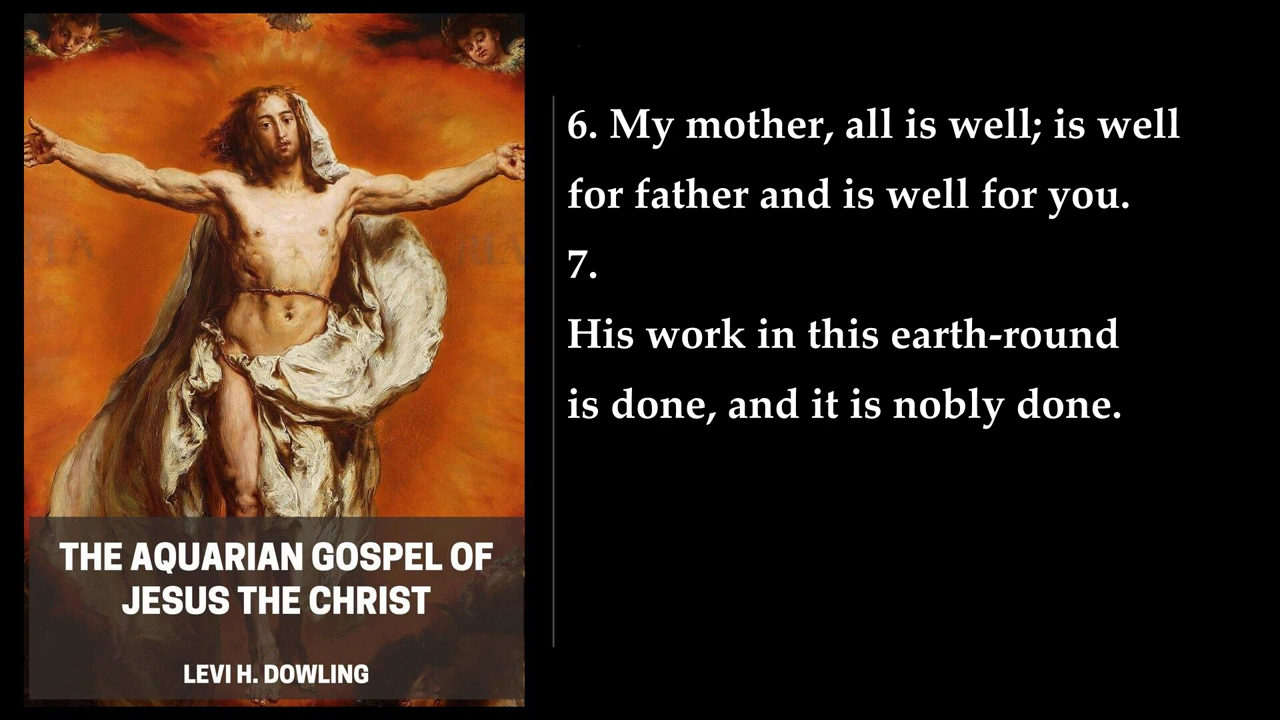 6. My mother, all is well; is well
for father and is well for you.
7.
His work in this earth-round
is done, and it is nobly done.
THE AQUARIAN GOSPEL OF
JESUS THE CHRIST
LEVI H. DOWLING